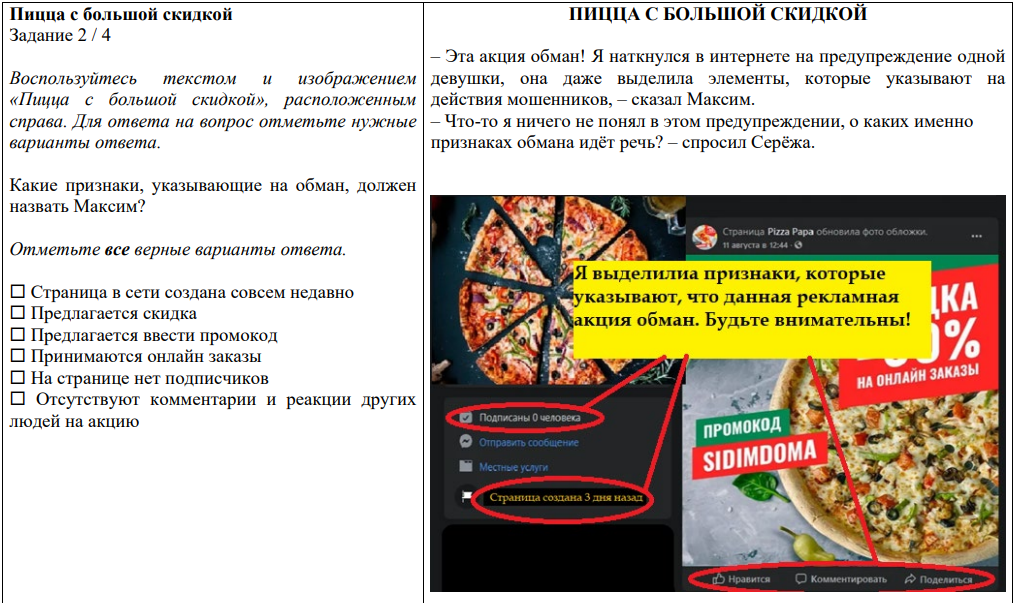 Пицца с большой скидкой
Задание 2 / 4
Воспользуйтесь текстом и изображением
«Пицца с большой скидкой», расположенным
справа. Для ответа на вопрос отметьте нужные
варианты ответа.
Какие признаки, указывающие на обман, должен
назвать Максим?
Отметьте все верные варианты ответа.
☐ Страница в сети создана совсем недавно
☐ Предлагается скидка
☐ Предлагается ввести промокод
☐ Принимаются онлайн заказы
☐ На странице нет подписчиков
☐ Отсутствуют комментарии и реакции других
людей на акцию
ПИЦЦА С БОЛЬШОЙ СКИДКОЙ
– Эта акция обман! Я наткнулся в интернете на предупреждение одной
девушки, она даже выделила элементы, которые указывают на
действия мошенников, – сказал Максим.
– Что-то я ничего не понял в этом предупреждении, о каких именно
признаках обмана идёт речь? – спросил Серёжа.
Страница Pizza Papa обновила фото обложки.
11 августа в 12:44 ·
Я выделилиа признаки, которые
указывают, что данная рекламная
акция обман. Будьте внимательны!
ДКА
0%
НА ОНЛАЙН ЗАКАЗЫ
ПРОМОКОД
SIDIMDOMA
Подписаны 0 человека
Отправить сообщение
Местные услуги
Страница создана 3 дня назад
Нравится Комментировать Поделиться